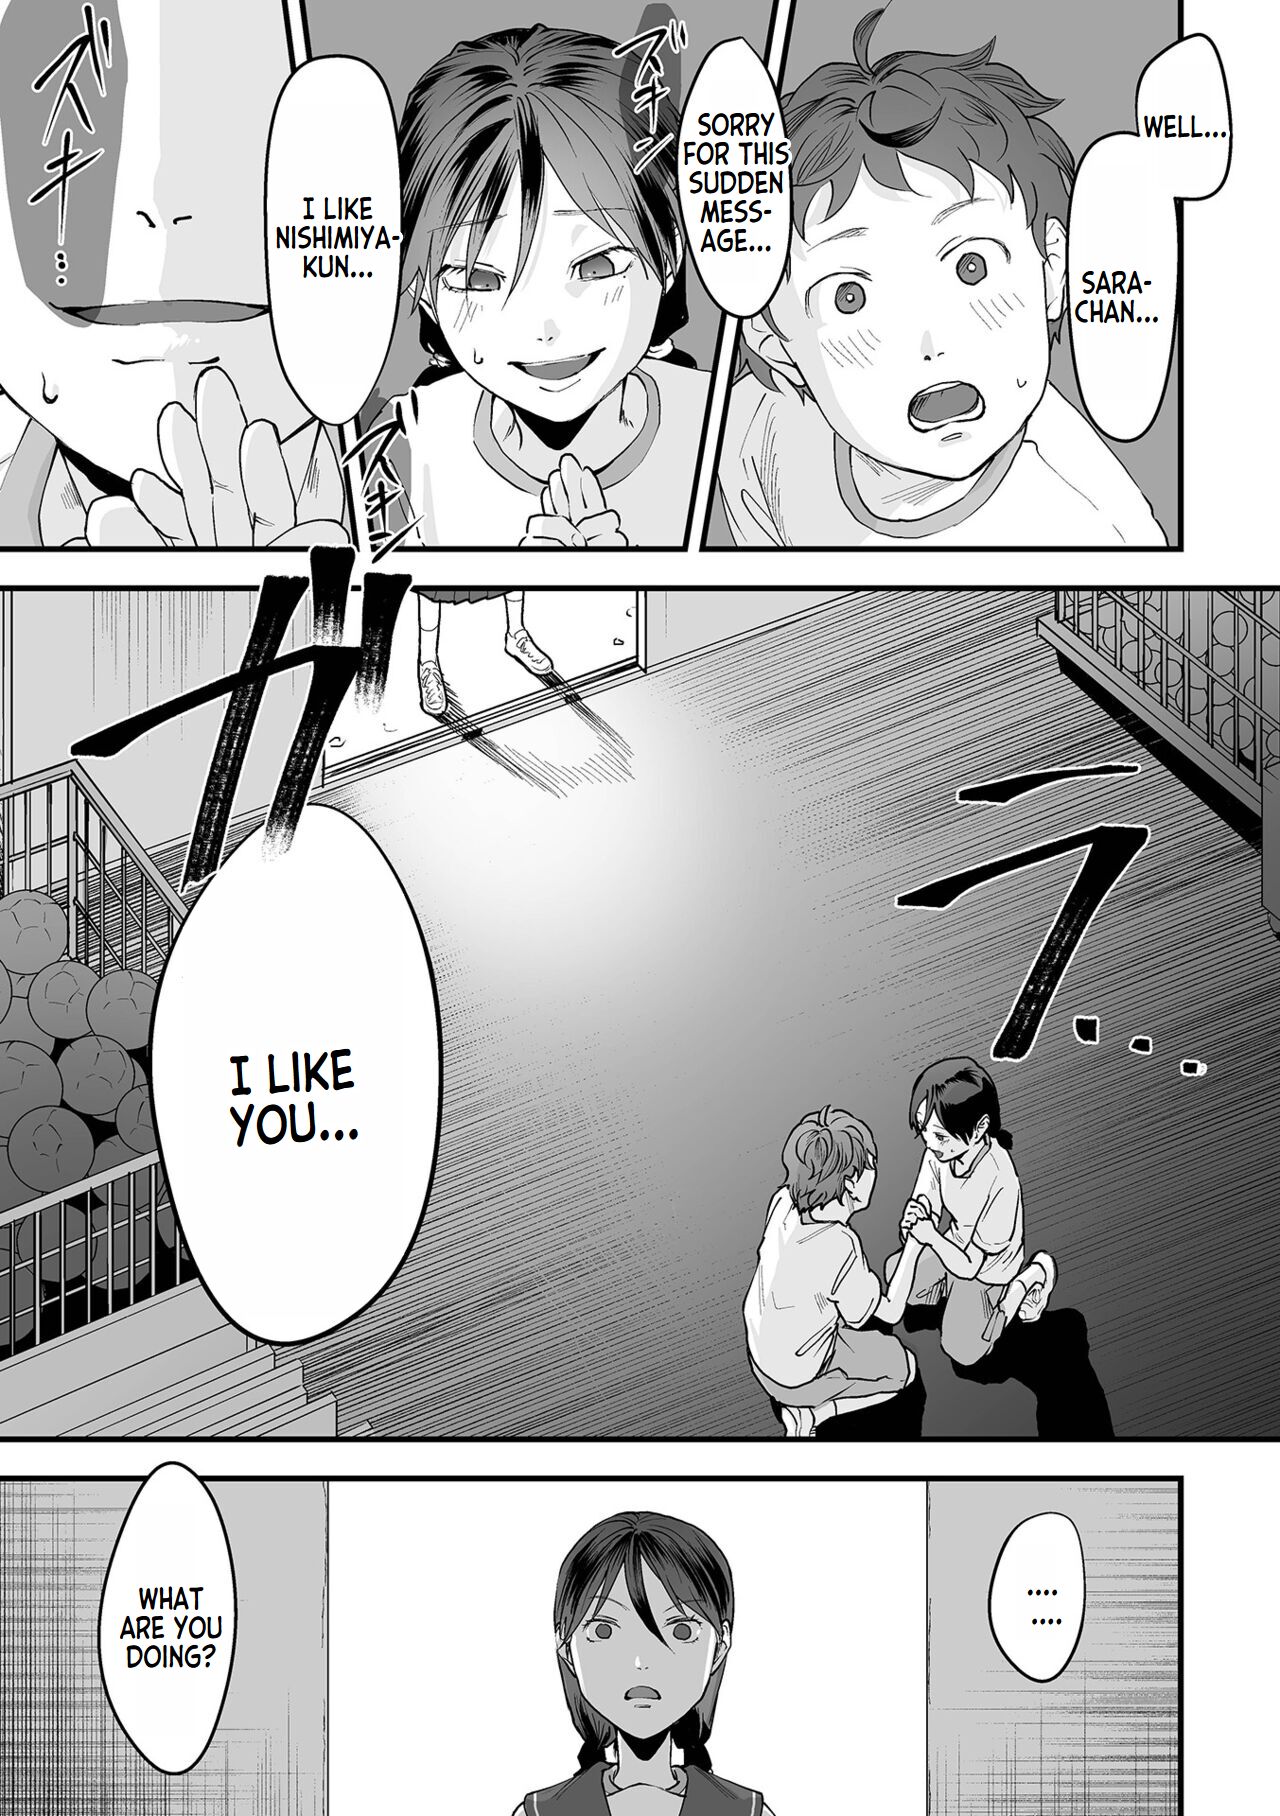 WELL...
SARA-
CHAN...
SORRY
FOR THIS
SUDDEN
MESS-
AGE...
ズキン
I LIKE
NISHIMIYA-
KUN...
ズキン
ズキ...
ガラ...
I LIKE
YOU...
....
....
WHAT
ARE YOU
DOING?